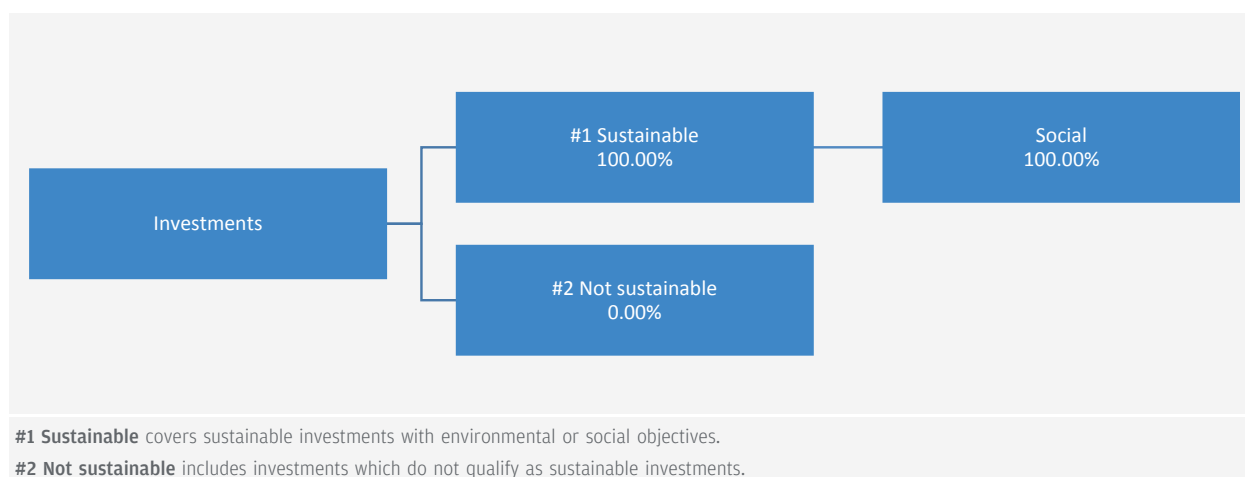 Investments
#1 Sustainable
100.00%
Social
100.00%
#2 Not sustainable
0.00%
#1 Sustainable covers sustainable investments with environmental or social objectives.
#2 Not sustainable includes investments which do not qualify as sustainable investments.